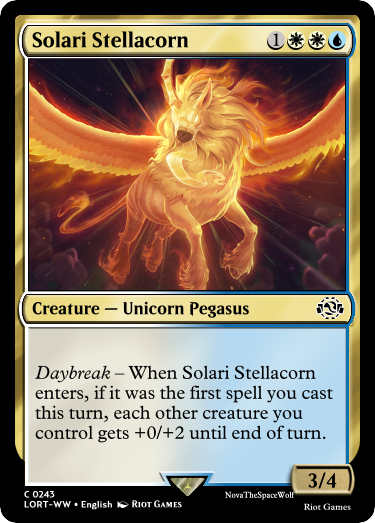 Solari Stellacorn 1
Creature — Unicorn Pegasus
Daybreak – When Solari Stellacorn
enters, if it was the first spell you cast
this turn, each other creature you
control gets +0/+2 until end of turn.
3/4
C 0243
LORT-WW • English RIOT GAMES
NovaTheSpaceWolf
Riot Games